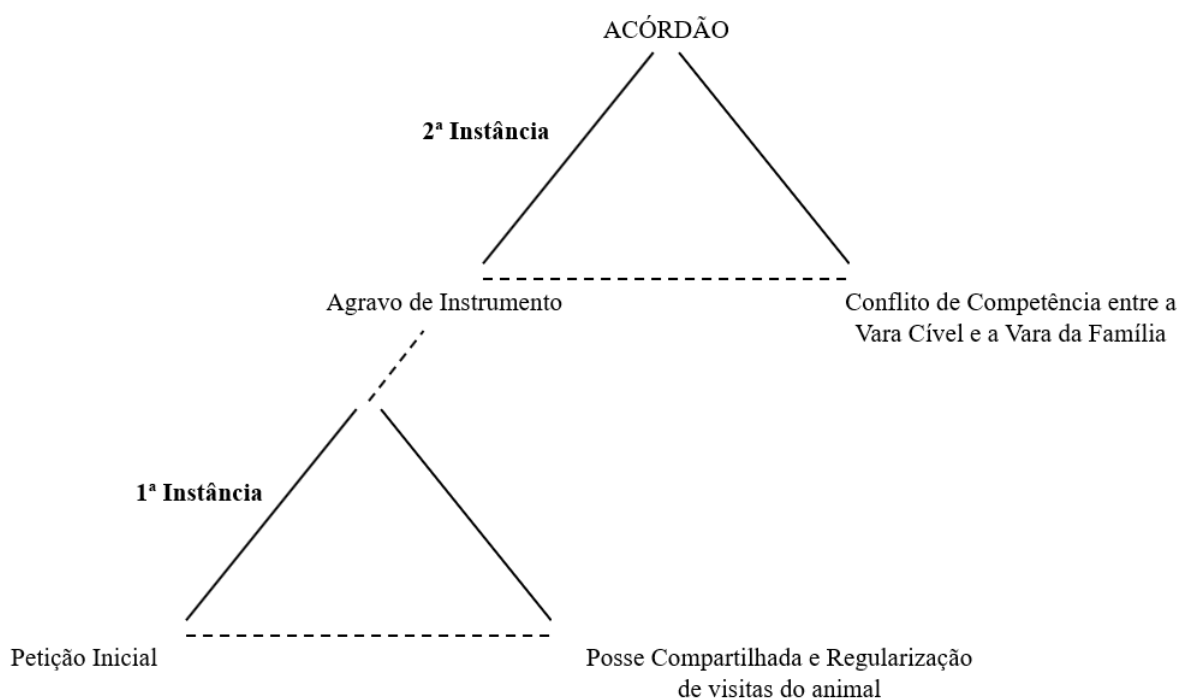 ACÓRDÃO
2ª Instância
Agravo de Instrumento
Conflito de Competência entre a
Vara Cível e a Vara da Família
1ª Instância
Petição Inicial
Posse Compartilhada e Regularização
de visitas do animal